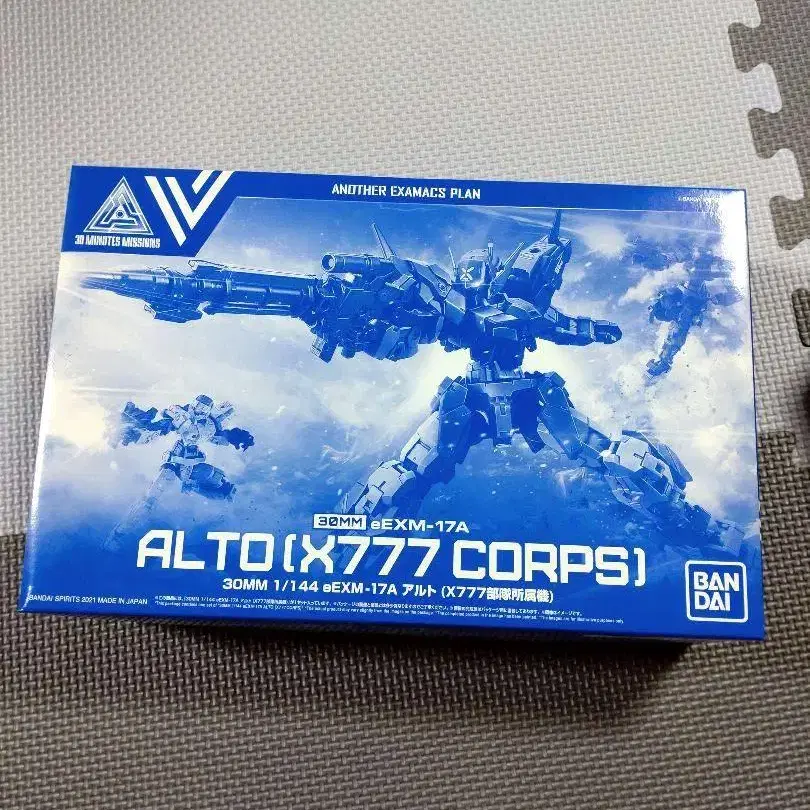 ANOTHER EXAMACS PLAN
30 MINUTES MISSIONS
30MM eEXM-17A
ALTO[X777 CORPS]
30MM 1/144 eEXM-17A アルト (X777部隊所属機)
BANDAI SPIRITS 2021 MADE IN JAPAN
BAN
DAI